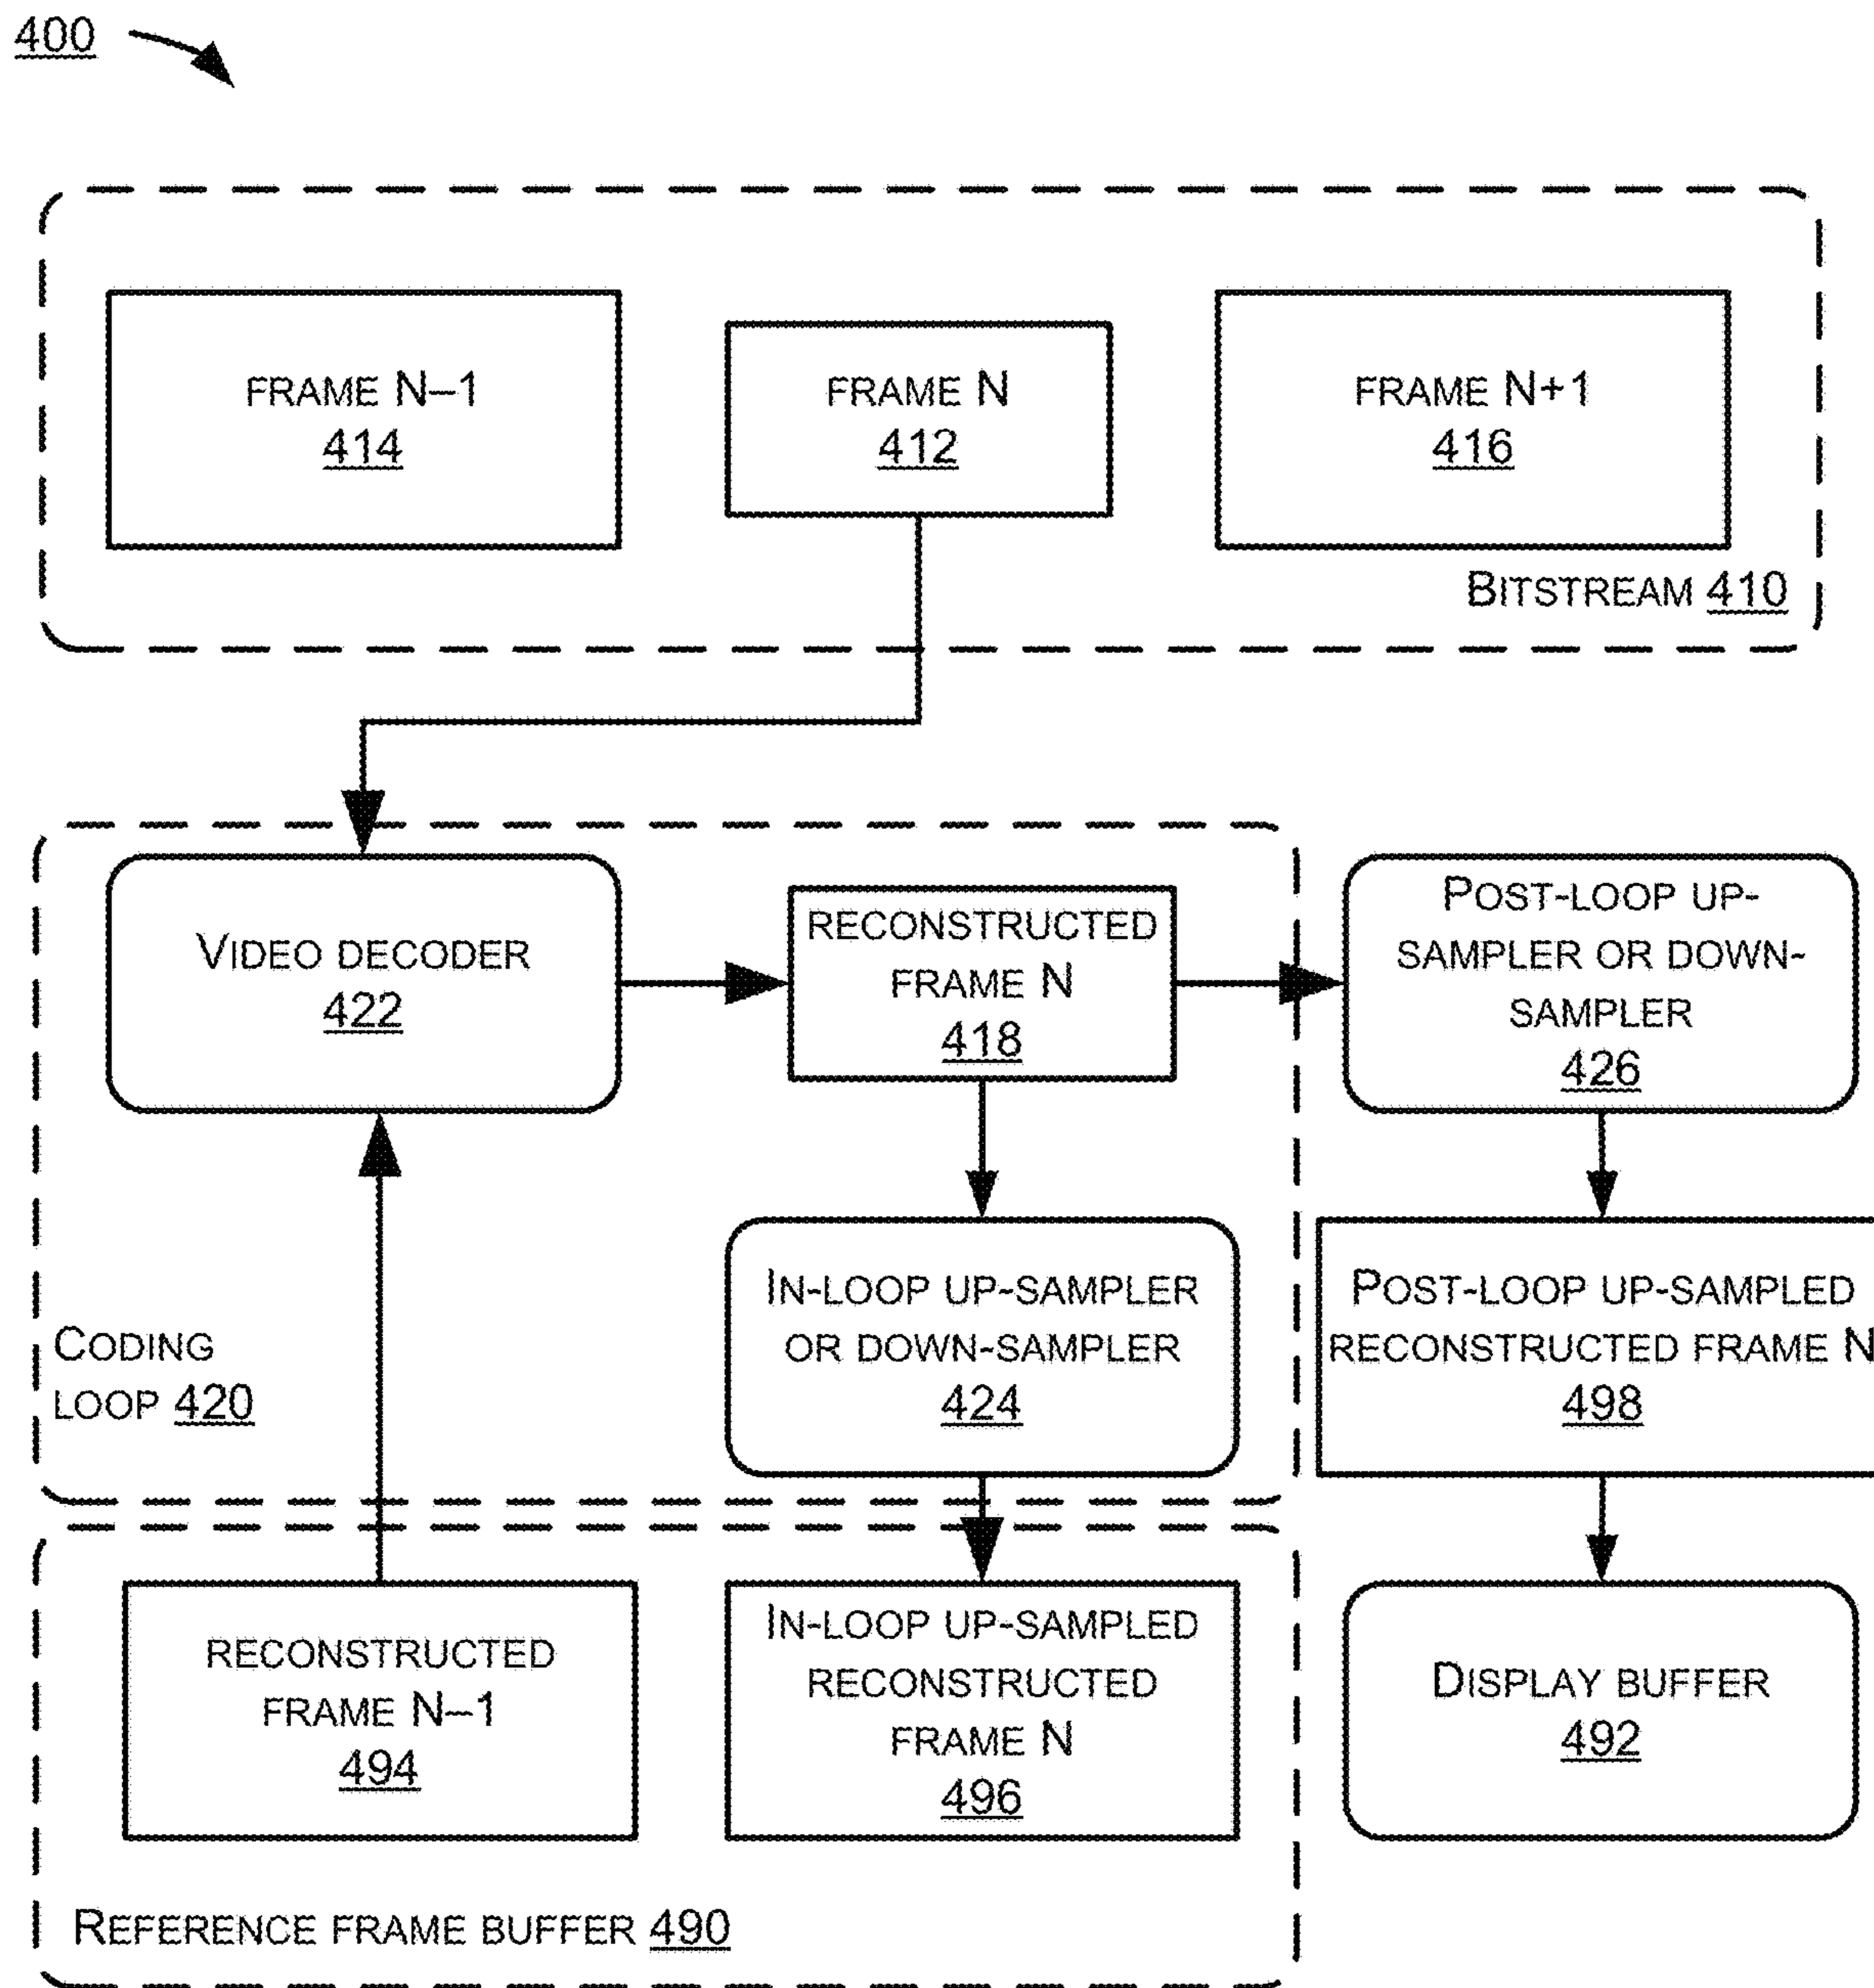 400
FRAME N–1
414
FRAME N
412
FRAME N+1
416
BITSTREAM 410
VIDEO DECODER
422
RECONSTRUCTED
FRAME N
418
POST-LOOP UP-
SAMPLER OR DOWN-
SAMPLER
426
CODING
LOOP 420
IN-LOOP UP-SAMPLER
OR DOWN-SAMPLER
424
POST-LOOP UP-SAMPLED
RECONSTRUCTED FRAME N
498
RECONSTRUCTED
FRAME N–1
494
IN-LOOP UP-SAMPLED
RECONSTRUCTED
FRAME N
496
DISPLAY BUFFER
492
REFERENCE FRAME BUFFER 490